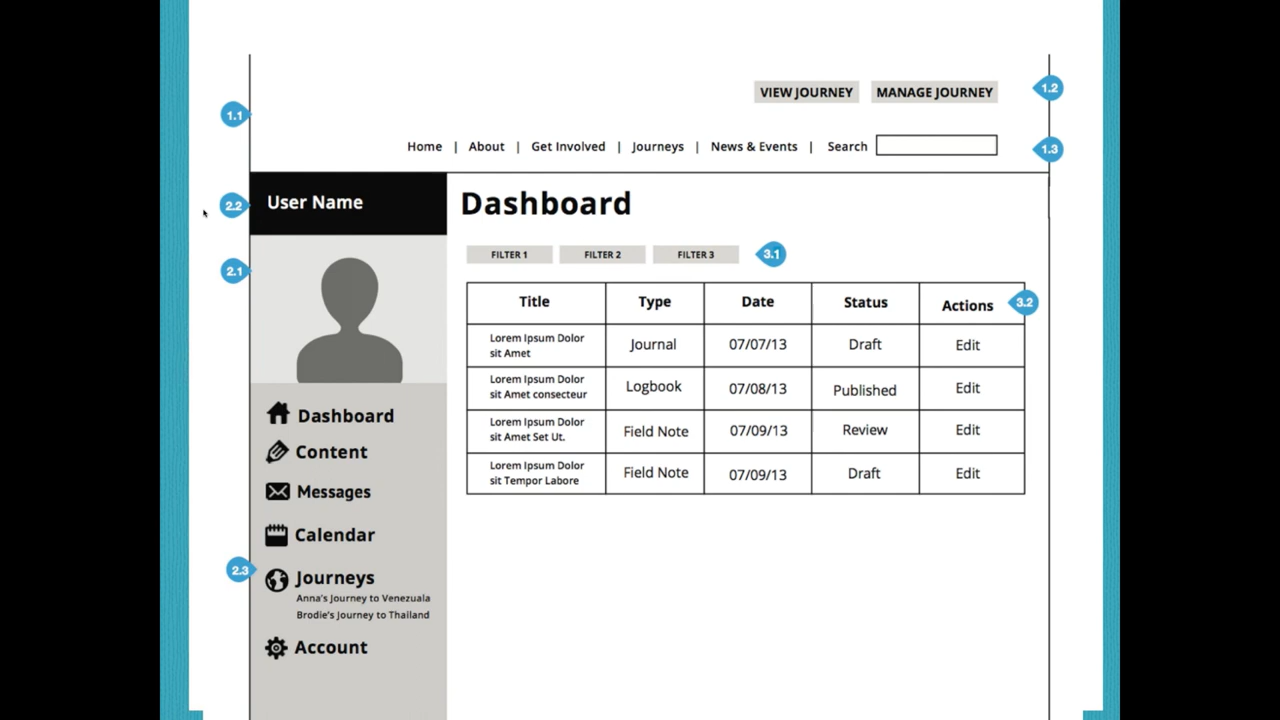 VIEW JOURNEY MANAGE JOURNEY 1.2
1.1
Home | About | Get Involved | Journeys | News & Events | Search 1.3
2.2 User Name
Dashboard
2.1
FILTER 1 FILTER 2 FILTER 3 3.1
Title Type Date Status Actions 3.2
Lorem Ipsum Dolor
sit Amet
Journal 07/07/13 Draft Edit
Lorem Ipsum Dolor
sit Amet consecteur
Logbook 07/08/13 Published Edit
Lorem Ipsum Dolor
sit Amet Set Ut.
Field Note 07/09/13 Review Edit
Lorem Ipsum Dolor
sit Tempor Labore
Field Note 07/09/13 Draft Edit
Dashboard
Content
Messages
Calendar
2.3 Journeys
Anna's Journey to Venezuala
Brodie's Journey to Thailand
Account